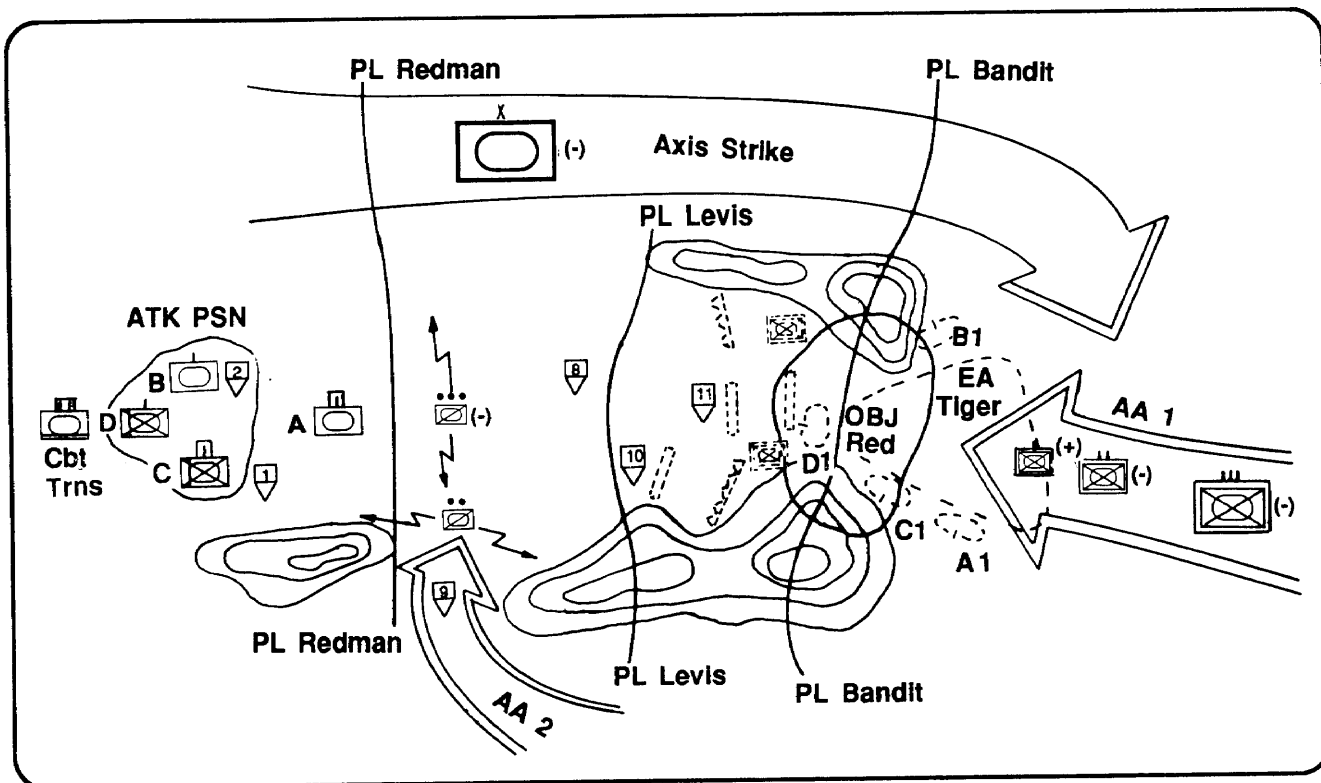 PL Redman
PL Bandit
X
(-)
Axis Strike
PL Levis
ATK PSN
B
2
8
B1
EA
Tiger
AA 1
D
A
(-)
11
OBJ
Red
(+)
(-)
Cbt
Trns
C
1
10
D1
(-)
C1
A1
9
PL Redman
PL Levis
PL Bandit
AA 2